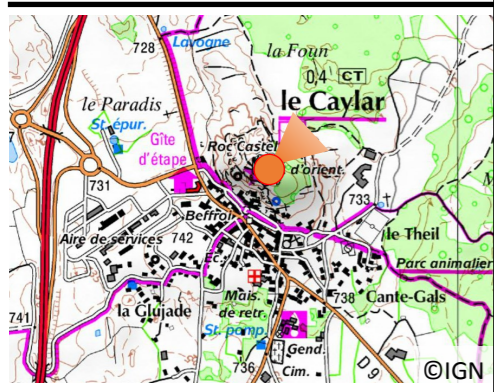 728
Lavogne
la Foun
0,4 CT
le Caylar
le Paradis
St. épur.
Gîte
d'étape
Roc Castel
d'orient.
731
Beffroi
733
Aire de services
742
Ec.
le Theil
Parc animalier
Mais.
de retr.
738
Cante-Gals
741
la Glujade
St. pomp.
736
Gend.
Cim.
D 9
©IGN